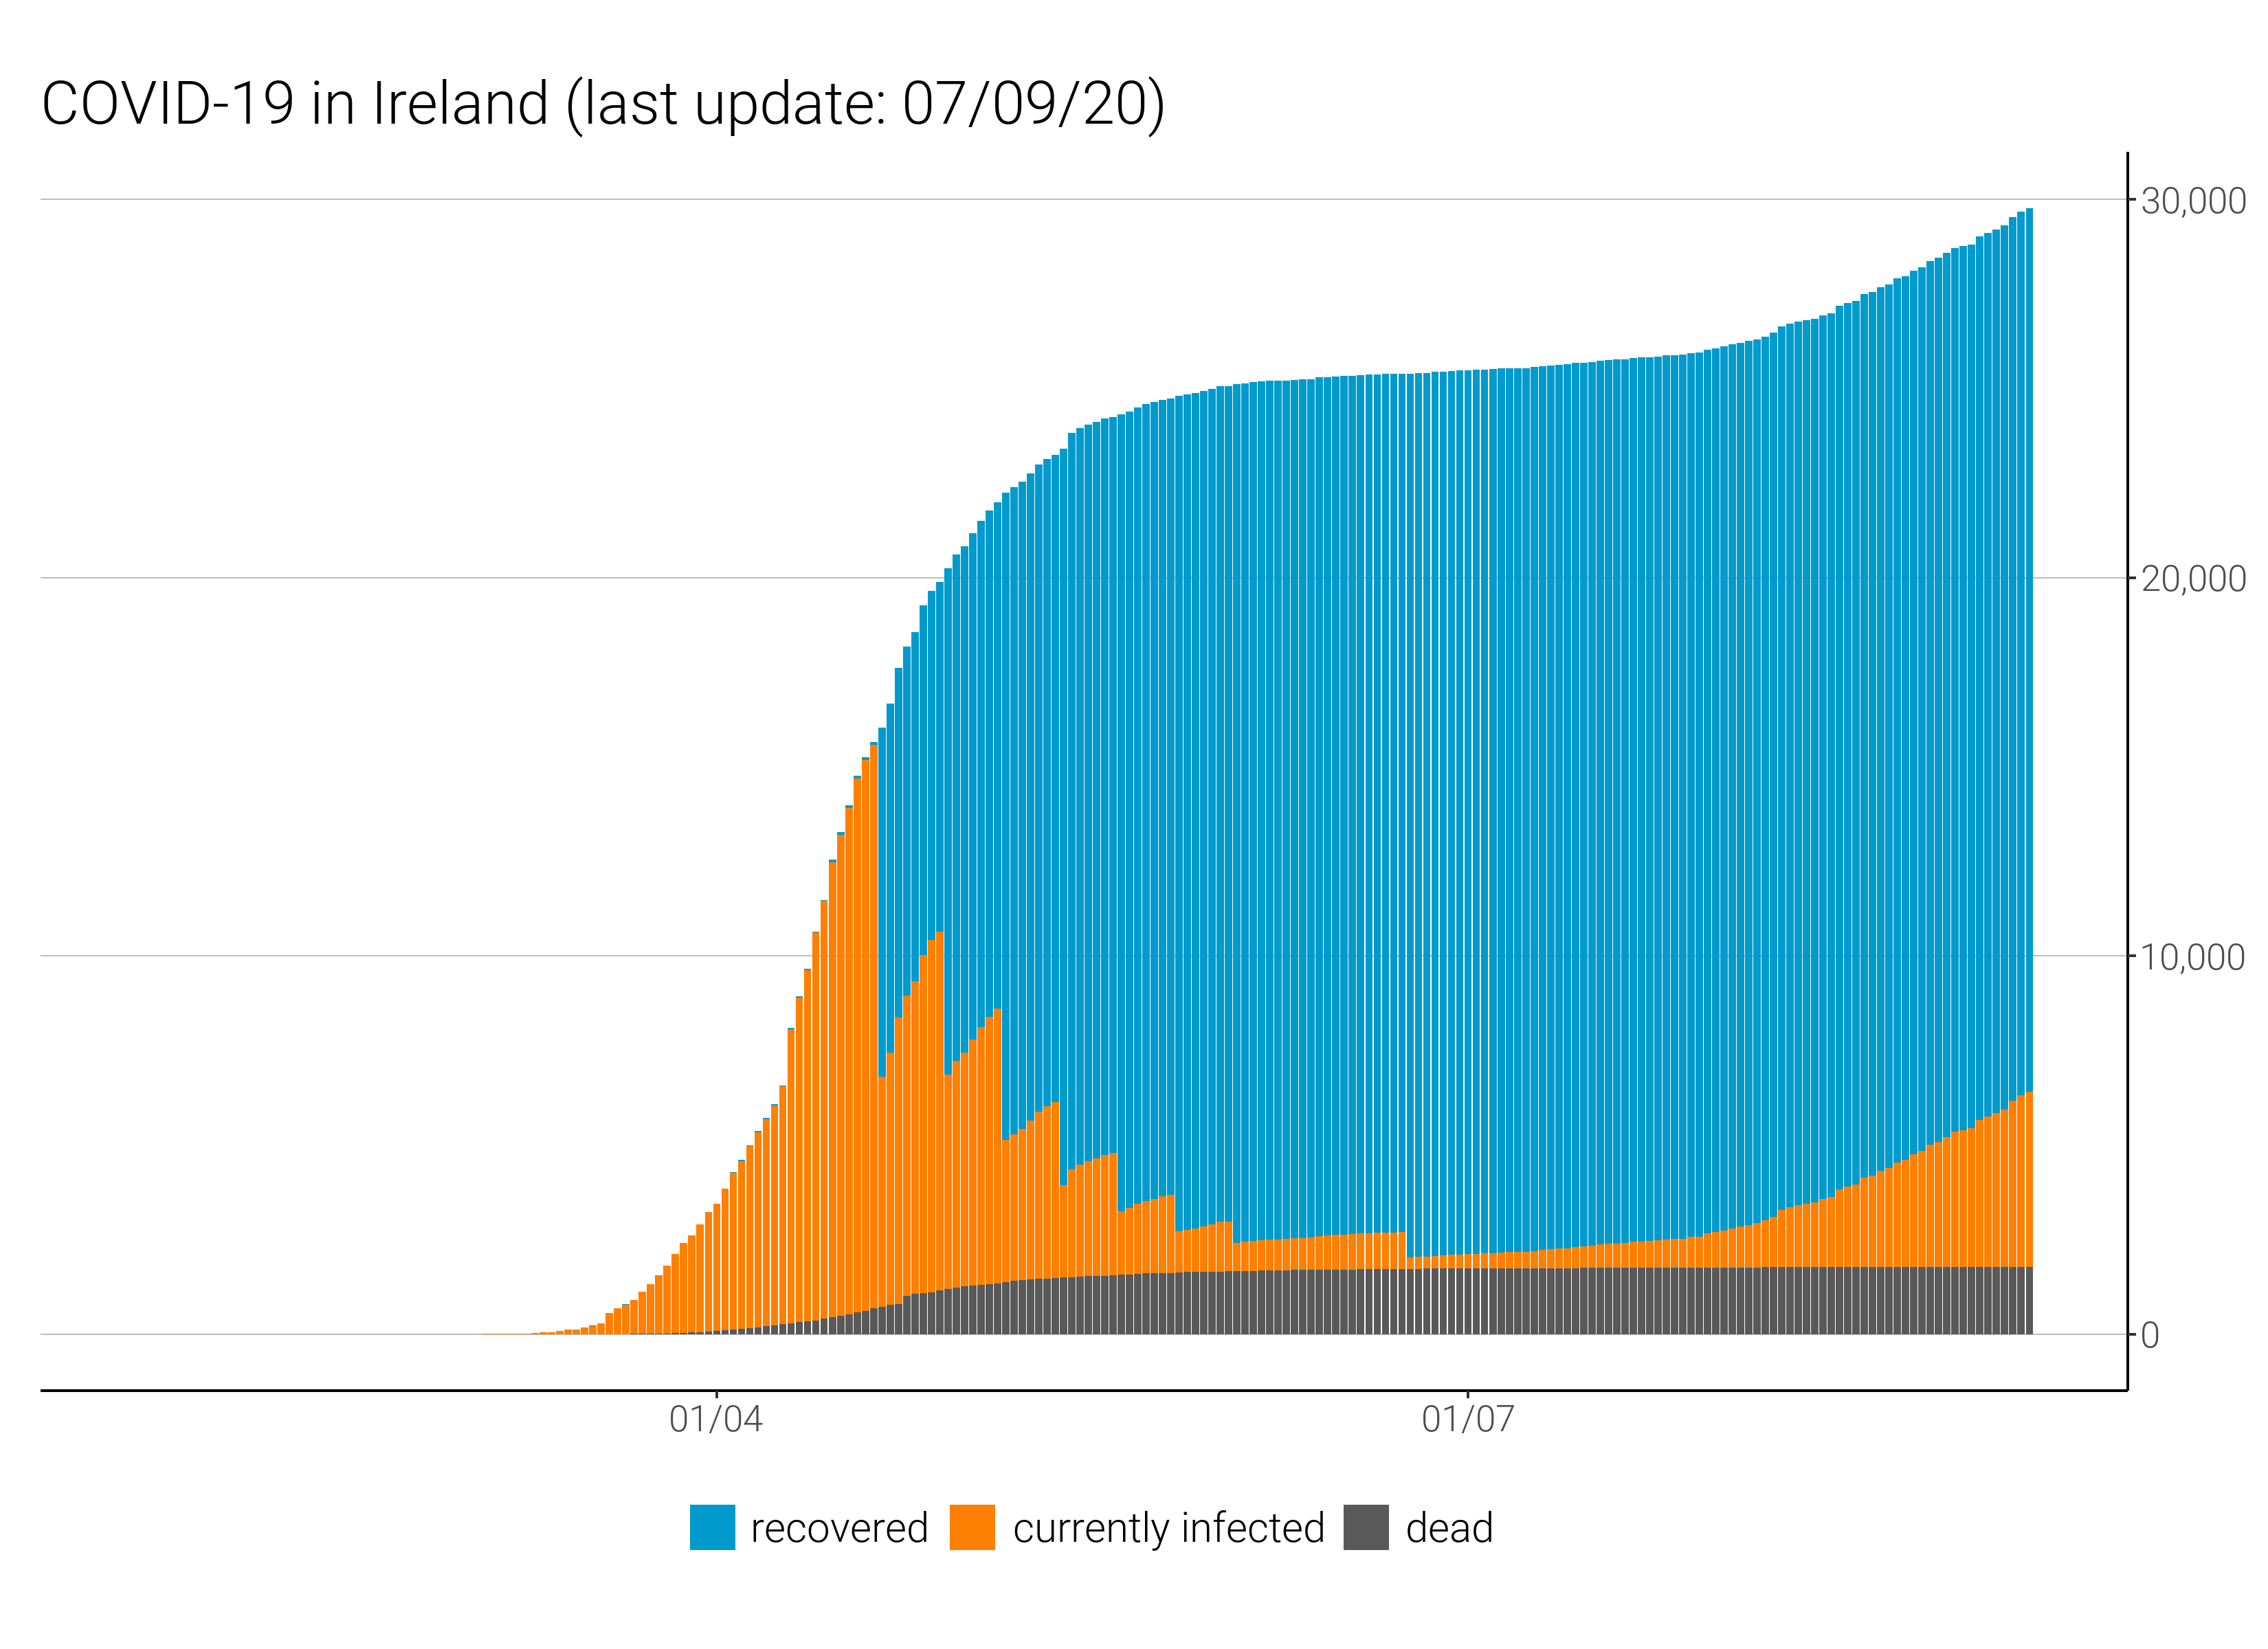 COVID-19 in Ireland (last update: 07/09/20)
30,000
20,000
10,000
0
01/04 01/07
recovered currently infected dead